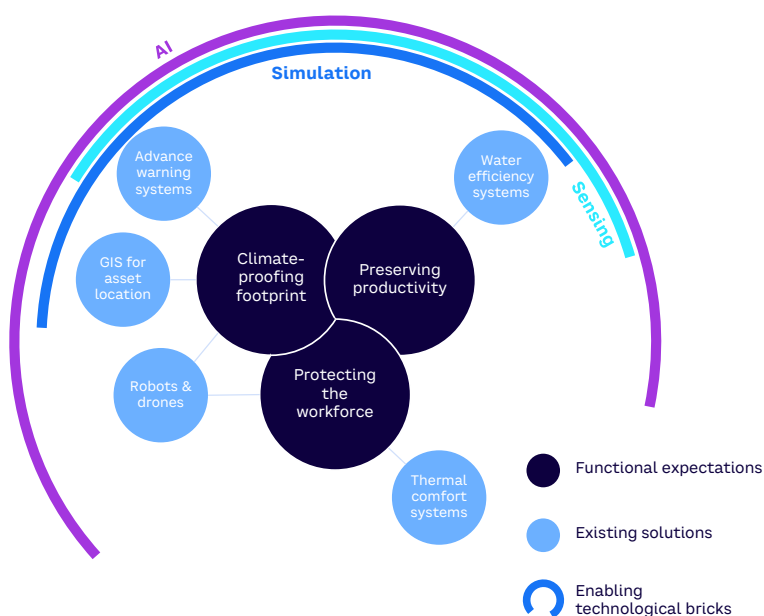 AI
Simulation
Sensing
Advance
warning
systems
Water
efficiency
systems
GIS for
asset
location
Climate-
proofing
footprint
Preserving
productivity
Robots &
drones
Protecting
the
workforce
Thermal
comfort
systems
Functional expectations
Existing solutions
Enabling
technological bricks